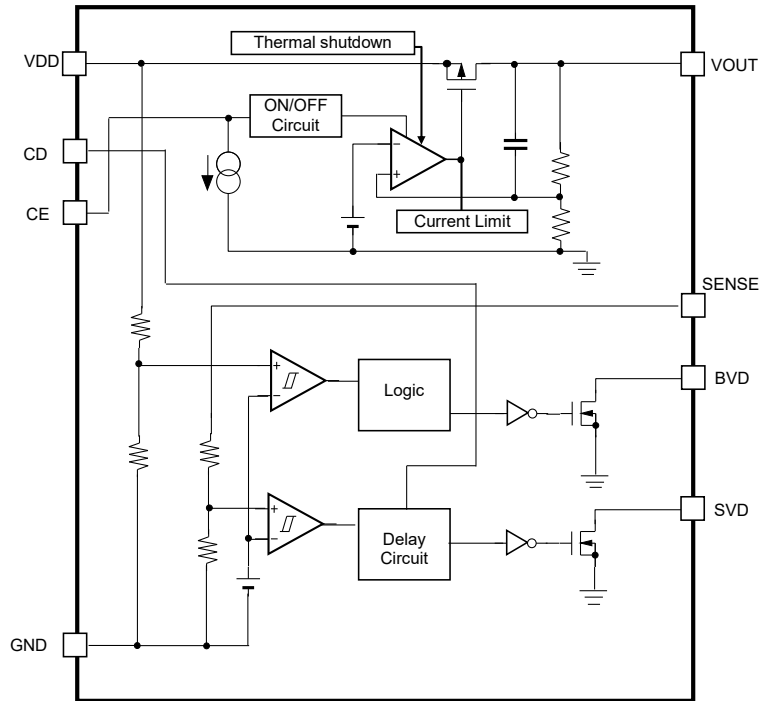 Thermal shutdown
VDD
VOUT
ON/OFF
Circuit
CD
−
+
CE
Current Limit
SENSE
+
−
Logic
BVD
+
−
Delay
Circuit
SVD
GND